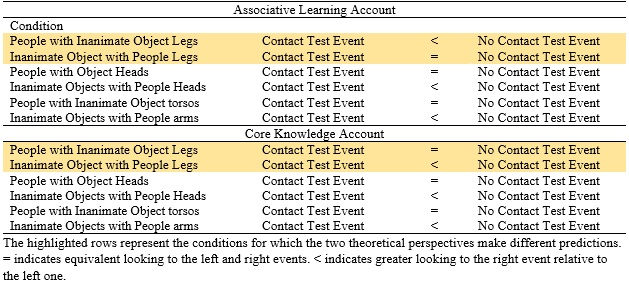 Associative Learning Account
Condition
People with Inanimate Object Legs Contact Test Event < No Contact Test Event
Inanimate Object with People Legs Contact Test Event = No Contact Test Event
People with Object Heads Contact Test Event = No Contact Test Event
Inanimate Objects with People Heads Contact Test Event < No Contact Test Event
People with Inanimate Object torsos Contact Test Event = No Contact Test Event
Inanimate Objects with People arms Contact Test Event < No Contact Test Event
Core Knowledge Account
People with Inanimate Object Legs Contact Test Event = No Contact Test Event
Inanimate Object with People Legs Contact Test Event < No Contact Test Event
People with Object Heads Contact Test Event = No Contact Test Event
Inanimate Objects with People Heads Contact Test Event < No Contact Test Event
People with Inanimate Object torsos Contact Test Event = No Contact Test Event
Inanimate Objects with People arms Contact Test Event < No Contact Test Event
The highlighted rows represent the conditions for which the two theoretical perspectives make different predictions.
= indicates equivalent looking to the left and right events. < indicates greater looking to the right event relative to
the left one.